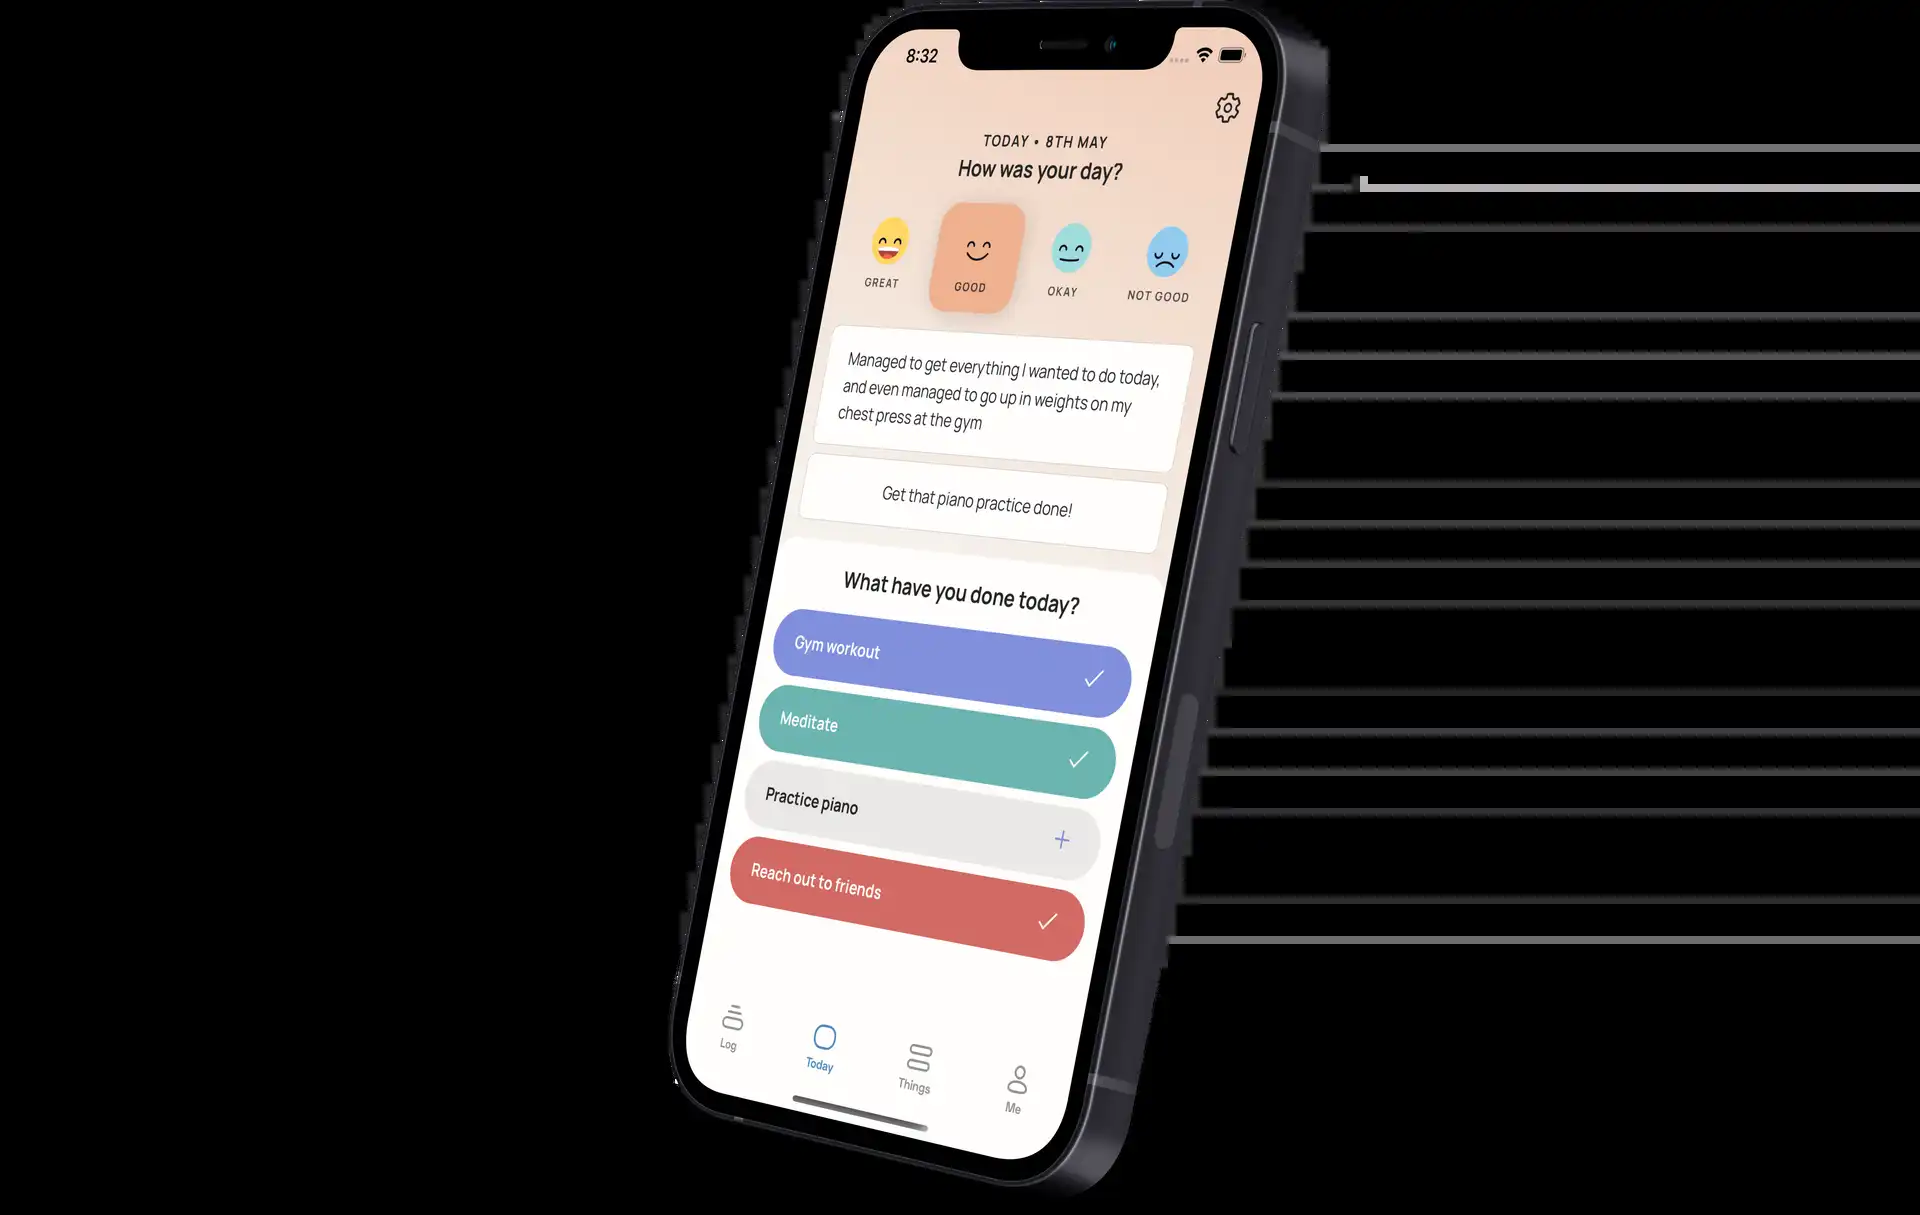 8:32
TODAY • 8TH MAY
How was your day?
GREAT
GOOD
OKAY
NOT GOOD
Managed to get everything I wanted to do today,
and even managed to go up in weights on my
chest press at the gym
Get that piano practice done!
What have you done today?
Gym workout
Meditate
Practice piano
Reach out to friends
Log
Today
Things
Me